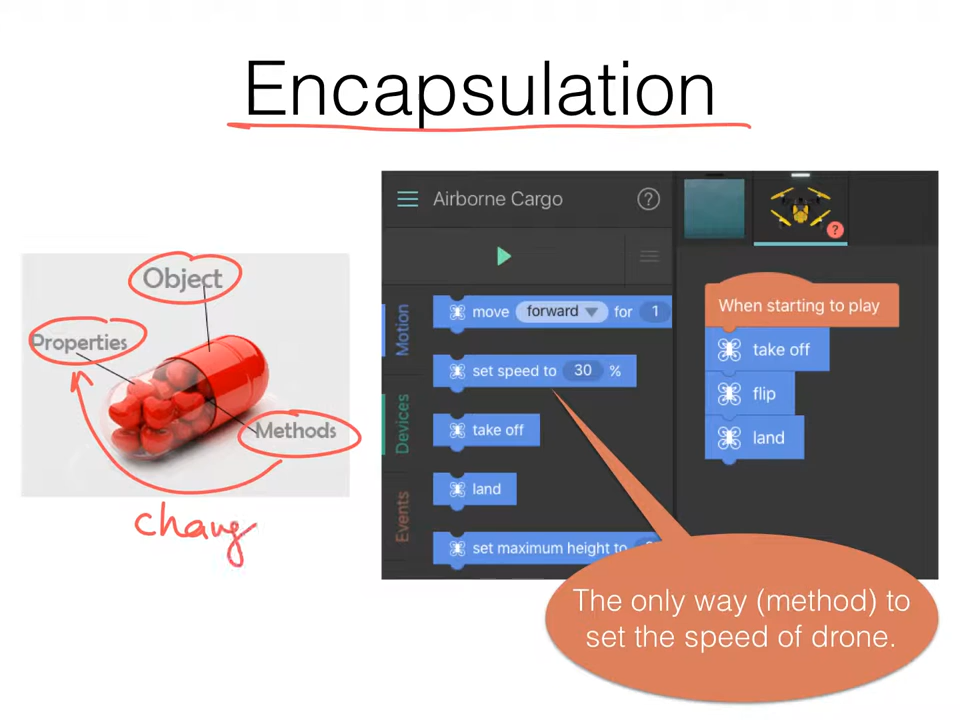 Encapsulation
Object
Properties
Methods
Airborne Cargo
?
?
Motion
Devices
Events
move forward for 1
set speed to 30 %
take off
land
set maximum height to
When starting to play
take off
flip
land
The only way (method) to
set the speed of drone.